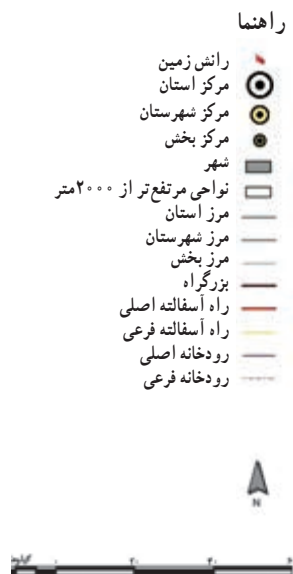 راهنما
رانش زمین
مرکز استان
مرکز شهرستان
مرکز بخش
شهر
نواحی مرتفع‌تر از ۲۰۰۰متر
مرز استان
مرز شهرستان
مرز بخش
بزرگراه
راه آسفالته اصلی
راه آسفالته فرعی
رودخانه اصلی
رودخانه فرعی
N